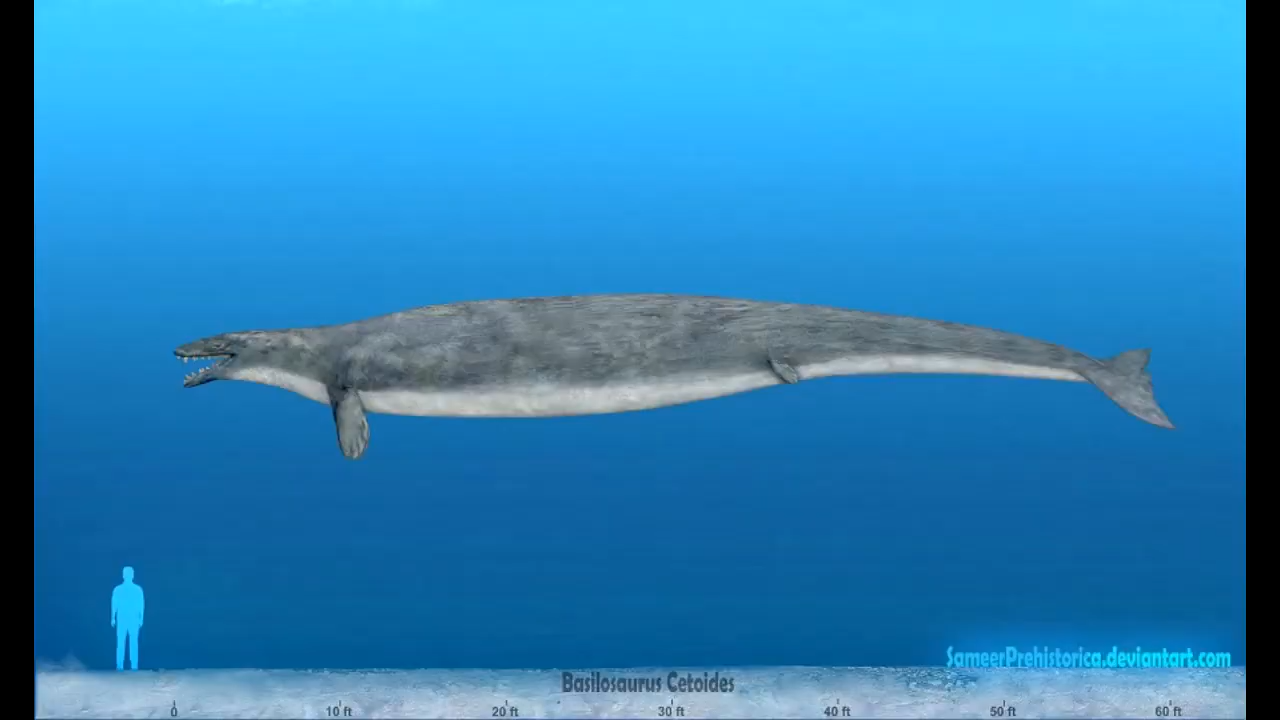 SameerPrehistorica.deviantart.com
Basilosaurus Cetoides
0 10 ft 20 ft 30 ft 40 ft 50 ft 60 ft